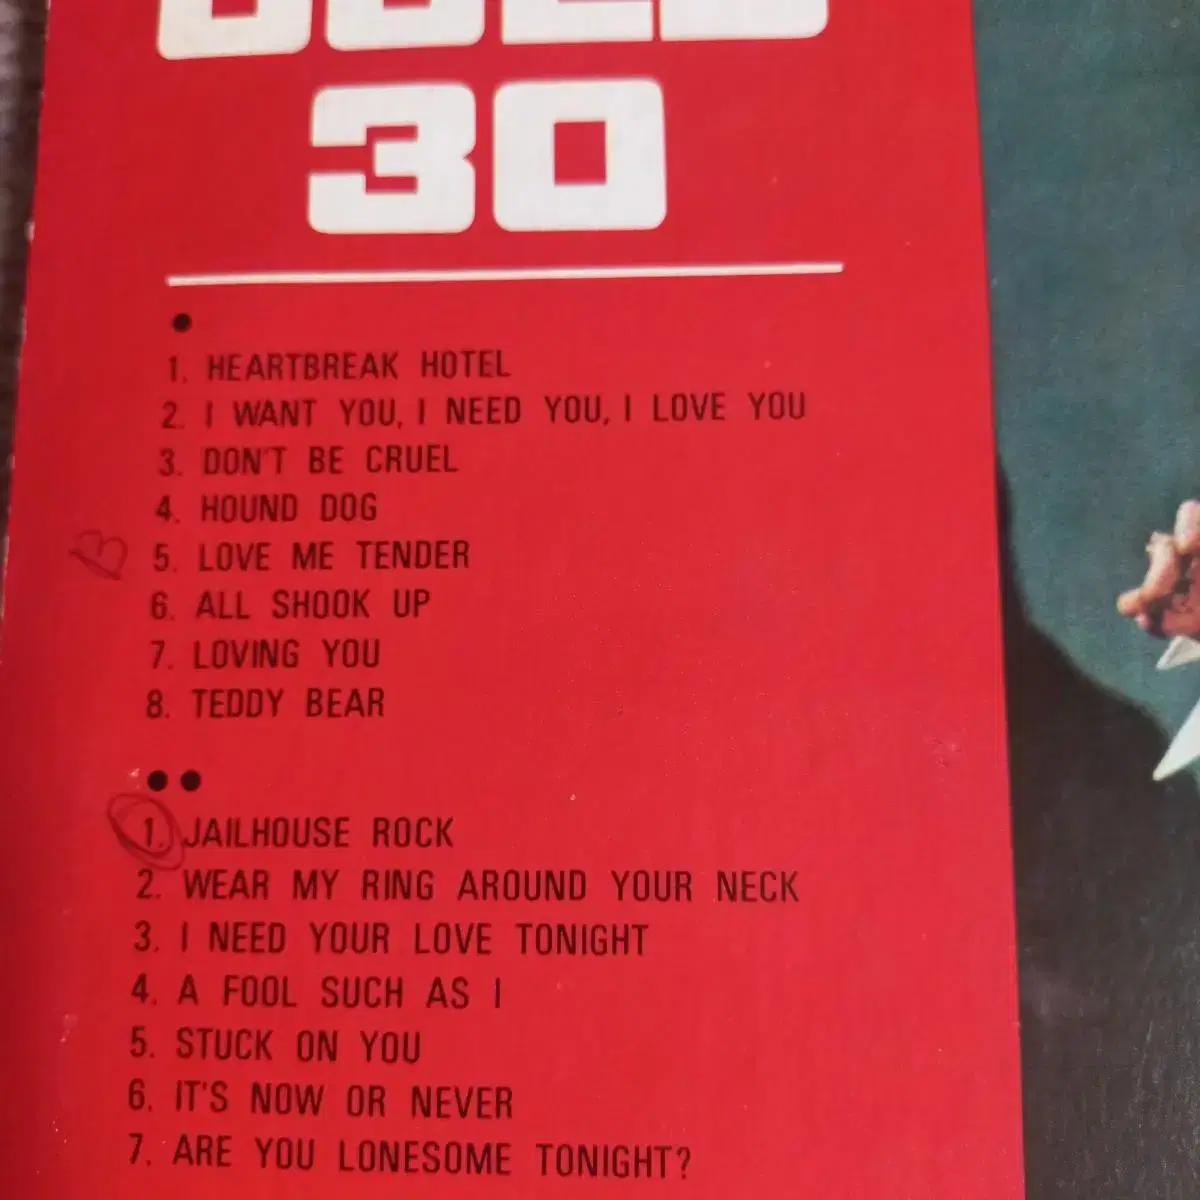 GOLD
30
1. HEARTBREAK HOTEL
2. I WANT YOU, I NEED YOU, I LOVE YOU
3. DON'T BE CRUEL
4. HOUND DOG
5. LOVE ME TENDER
6. ALL SHOOK UP
7. LOVING YOU
8. TEDDY BEAR
1. JAILHOUSE ROCK
2. WEAR MY RING AROUND YOUR NECK
3. I NEED YOUR LOVE TONIGHT
4. A FOOL SUCH AS I
5. STUCK ON YOU
6. IT'S NOW OR NEVER
7. ARE YOU LONESOME TONIGHT?